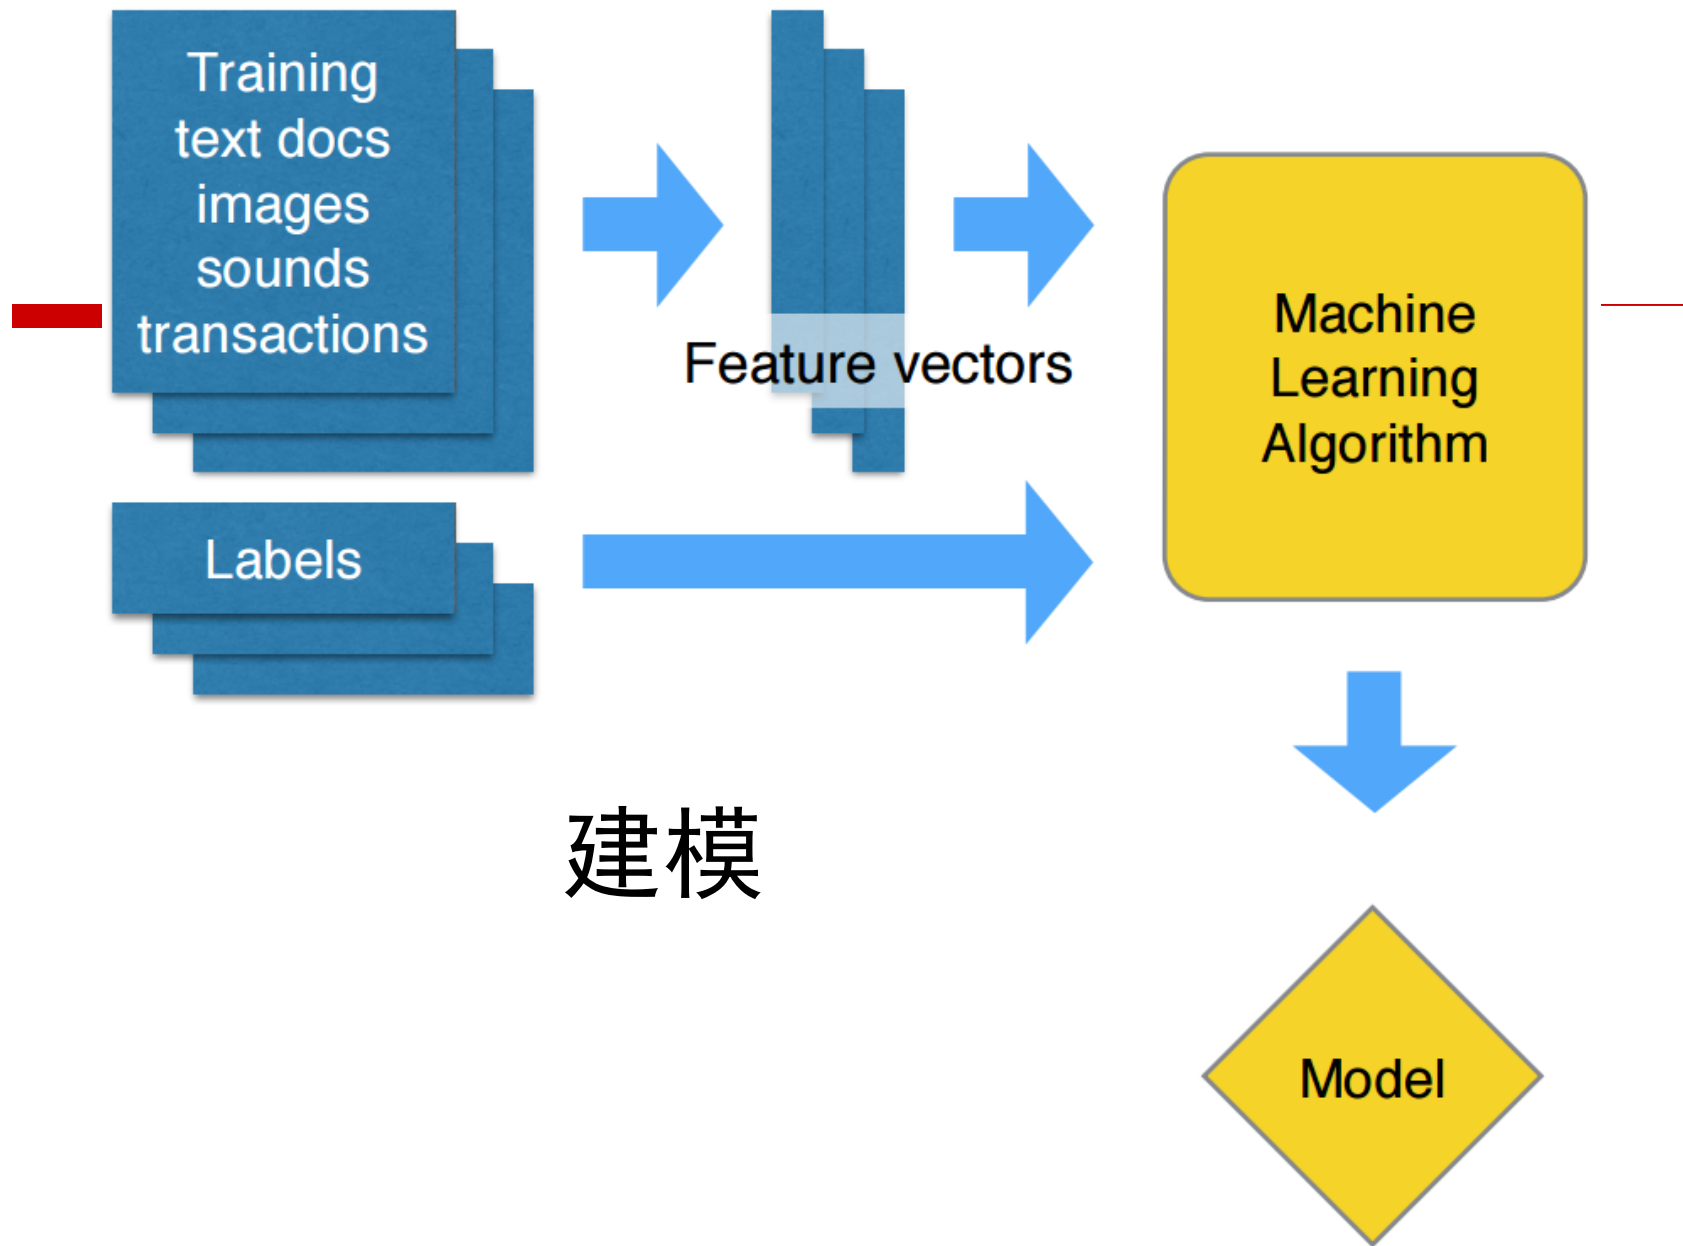 Training
text docs
images
sounds
transactions
Feature vectors
Machine
Learning
Algorithm
Labels
建模
Model